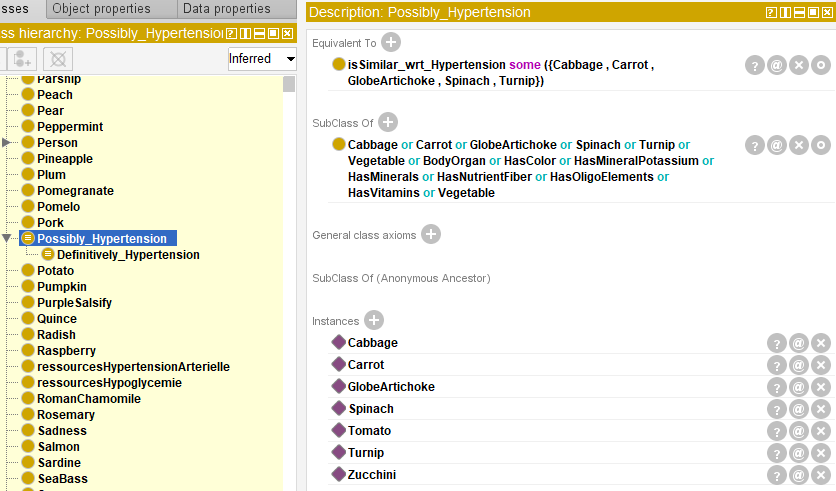 sses Object properties Data properties
ss hierarchy: Possibly_Hypertension
Inferred
Parship
Peach
Pear
Peppermint
Person
Pineapple
Plum
Pomegranate
Pomelo
Pork
Possibly_Hypertension
Definitively_Hypertension
Potato
Pumpkin
PurpleSalsify
Quince
Radish
Raspberry
ressourcesHypertensionArterielle
ressourcesHypoglycemie
RomanChamomile
Rosemary
Sadness
Salmon
Sardine
SeaBass
Description: Possibly_Hypertension
Equivalent To
isSimilar_wrt_Hypertension some ({Cabbage , Carrot ,
GlobeArtichoke , Spinach , Turnip})
SubClass Of
Cabbage or Carrot or GlobeArtichoke or Spinach or Turnip or
Vegetable or BodyOrgan or HasColor or HasMineralPotassium or
HasMinerals or HasNutrientFiber or HasOligoElements or
HasVitamins or Vegetable
General class axioms
SubClass Of (Anonymous Ancestor)
Instances
Cabbage
Carrot
GlobeArtichoke
Spinach
Tomato
Turnip
Zucchini